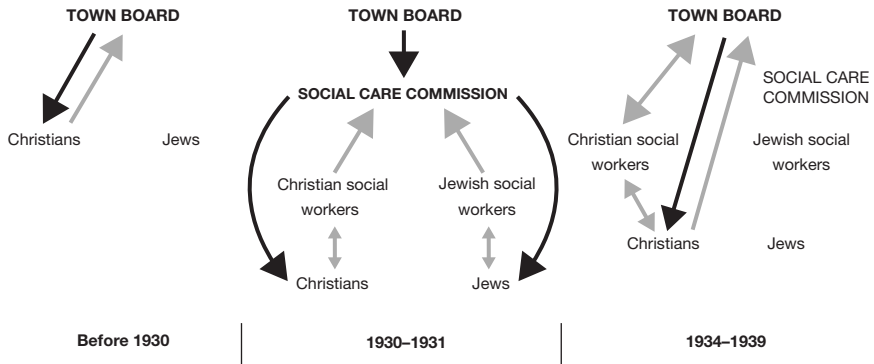 TOWN BOARD
Christians
Jews
Before 1930
TOWN BOARD
SOCIAL CARE COMMISSION
Christian social
workers
Jewish social
workers
Christians
Jews
1930–1931
TOWN BOARD
SOCIAL CARE
COMMISSION
Christian social
workers
Jewish social
workers
Christians
Jews
1934–1939